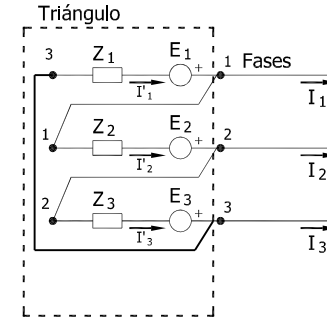 Triángulo
3 Z1 E1 + 1 Fases
I'1 I1
1 Z2 E2 + 2
I'2 I2
2 Z3 E3 + 3
I'3 I3